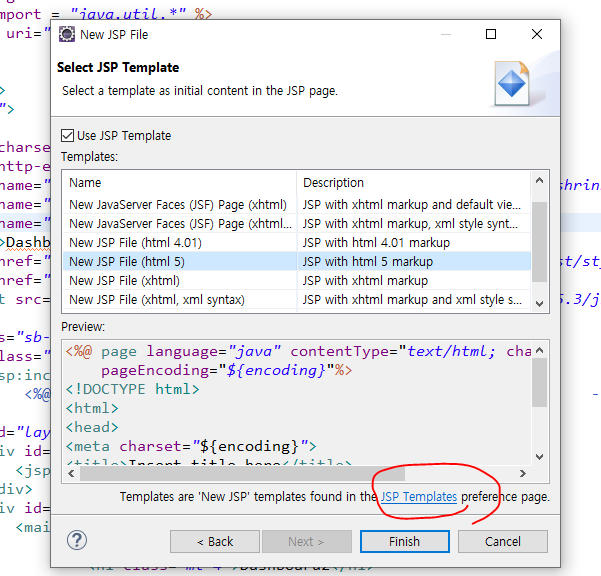 mport = "java.util.*" %>
uri="
New JSP File
Select JSP Template
Select a template as initial content in the JSP page.
>
">
charse
Use JSP Template
http-e
Templates:
name="
Name Description
shrin
name="
New JavaServer Faces (JSF) Page (xhtml) JSP with xhtml markup and default vie...
name="
New JavaServer Faces (JSF) Page (xhtml... JSP with xhtml markup, xml style synt...
>Dashb
New JSP File (html 4.01) JSP with html 4.01 markup
href="
New JSP File (html 5) JSP with html 5 markup
st/st
href="
New JSP File (xhtml) JSP with xhtml markup
t src=
New JSP File (xhtml, xml syntax) JSP with xhtml markup and xml style s...
5.3/j
Preview:
s="sb-
<%@ page language="java" contentType="text/html; cha
class="
pageEncoding="${encoding}"%>
sp:inc
<!DOCTYPE html>
<%@
-
<html>
<head>
d="lay
<meta charset="${encoding}">
iv id=
<title>Insert title here</title>
<jsp
div>
Templates are 'New JSP' templates found in the JSP Templates preference page.
iv id=
<mai
? < Back Next > Finish Cancel
<h1 class="mt-4">Dashboard2</h1>